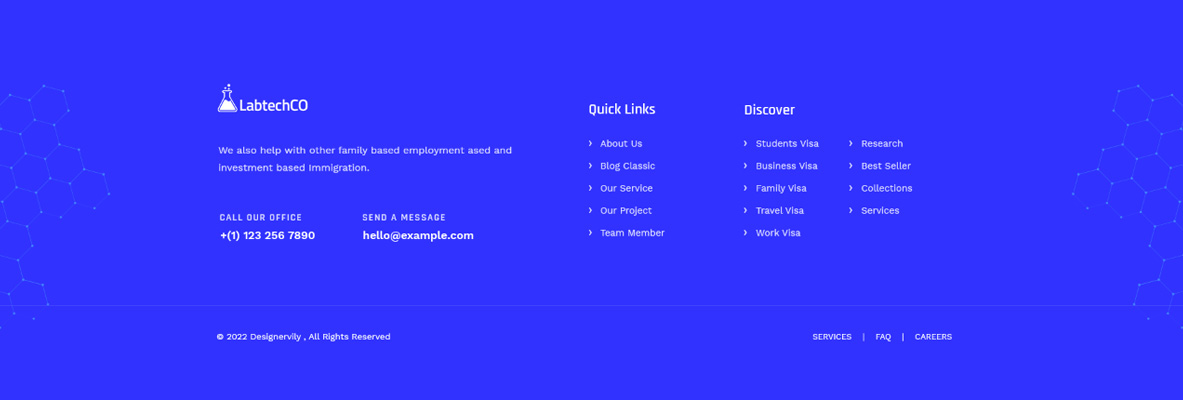 LabtechCO
We also help with other family based employment ased and
investment based Immigration.
CALL OUR OFFICE
+(1) 123 256 7890
SEND A MESSAGE
hello@example.com
Quick Links
› About Us
› Blog Classic
› Our Service
› Our Project
› Team Member
Discover
› Students Visa
› Business Visa
› Family Visa
› Travel Visa
› Work Visa
› Research
› Best Seller
› Collections
› Services
© 2022 Designervily , All Rights Reserved
SERVICES | FAQ | CAREERS